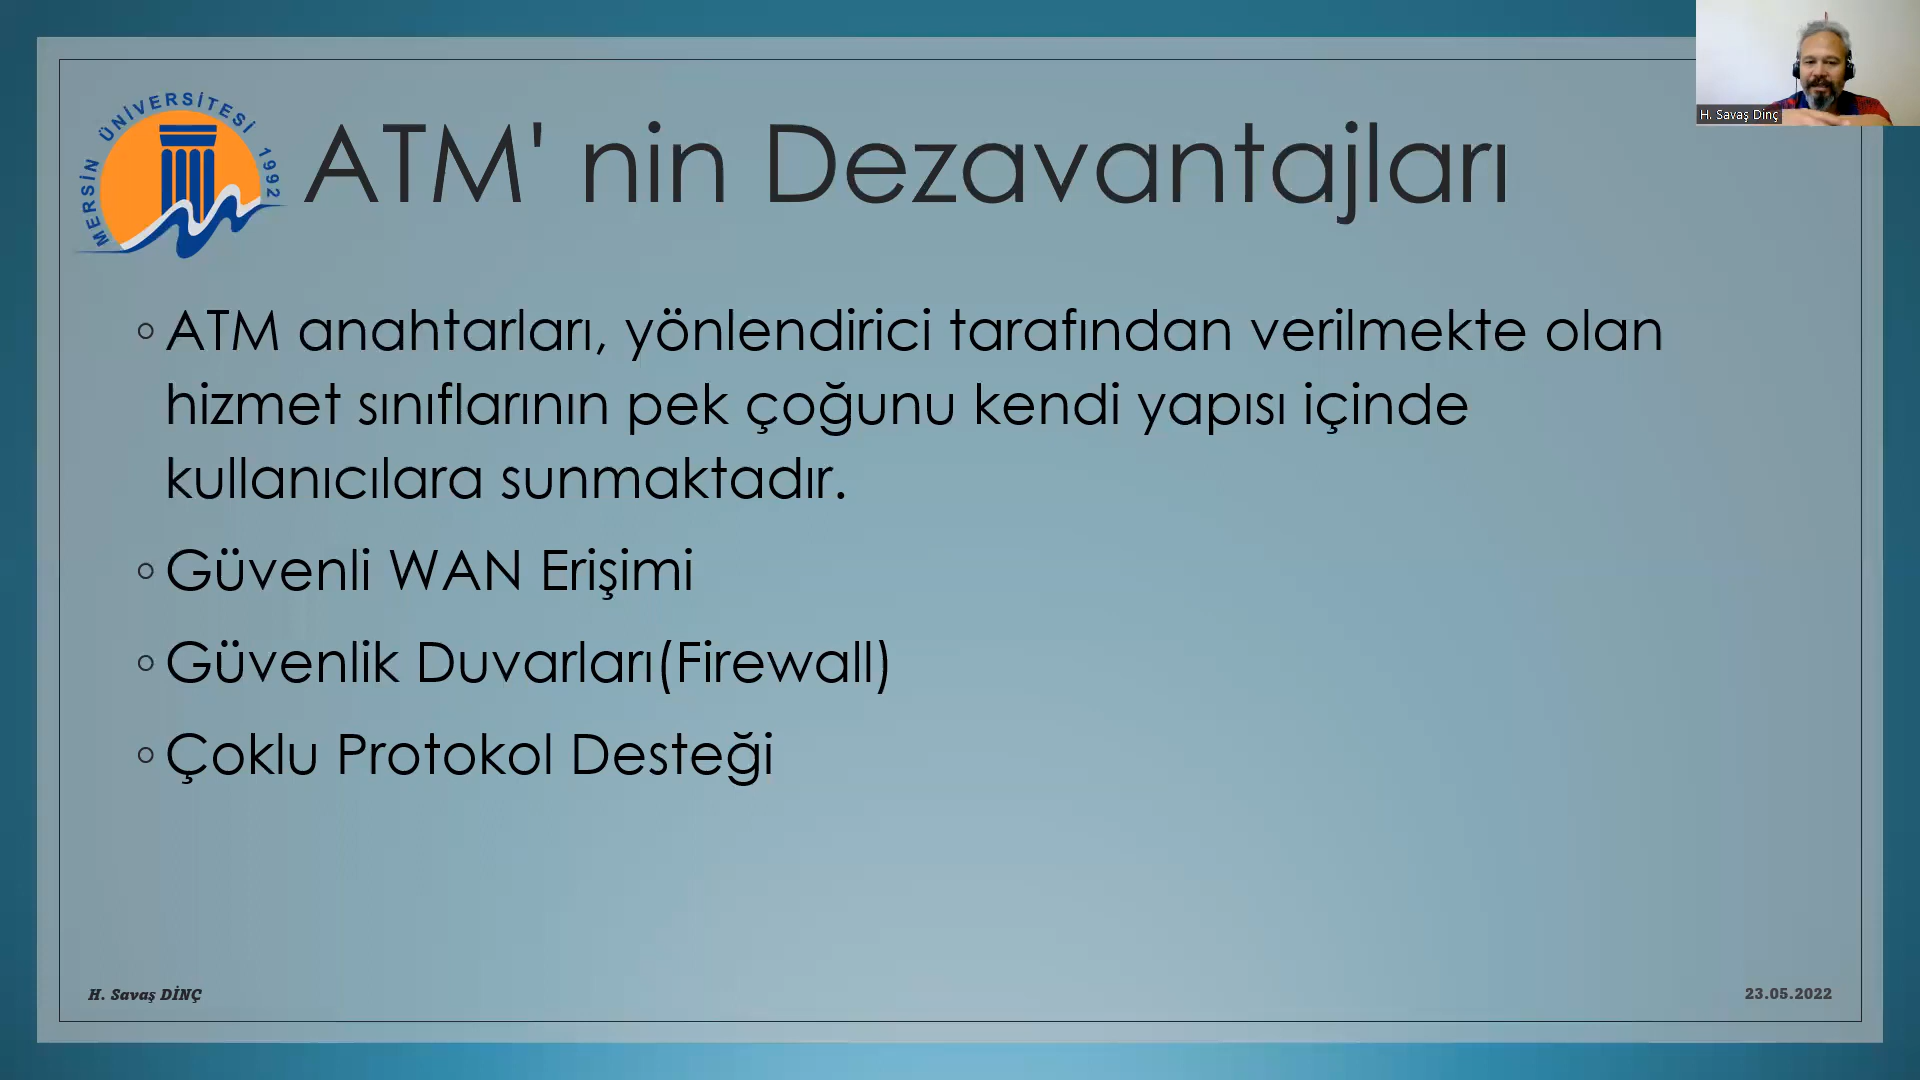 MERSİN ÜNİVERSİTESİ 1992
ATM' nin Dezavantajları
H. Savaş Dinç
◦ ATM anahtarları, yönlendirici tarafından verilmekte olan
hizmet sınıflarının pek çoğunu kendi yapısı içinde
kullanıcılara sunmaktadır.
◦ Güvenli WAN Erişimi
◦ Güvenlik Duvarları(Firewall)
◦ Çoklu Protokol Desteği
H. Savaş DİNÇ
23.05.2022